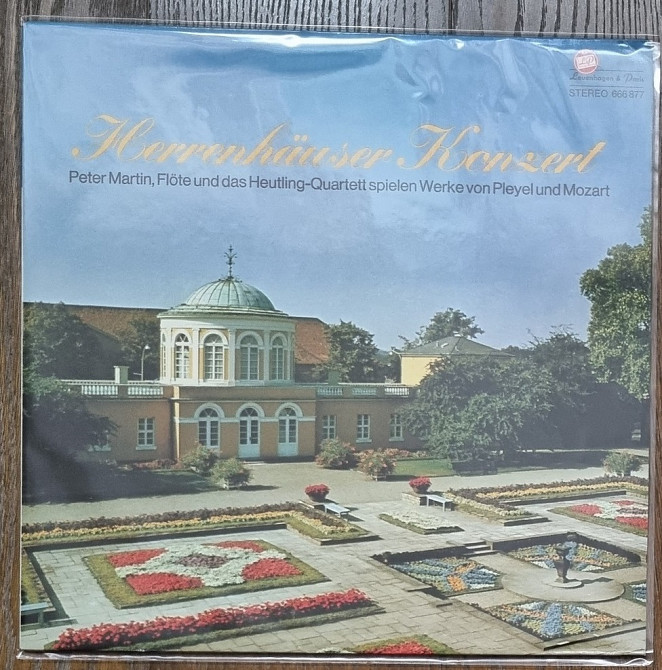 LP
Leuenhagen & Paris
STEREO 666 877
Herrenhäuser Konzert
Peter Martin, Flöte und das Heutling-Quartett spielen Werke von Pleyel und Mozart